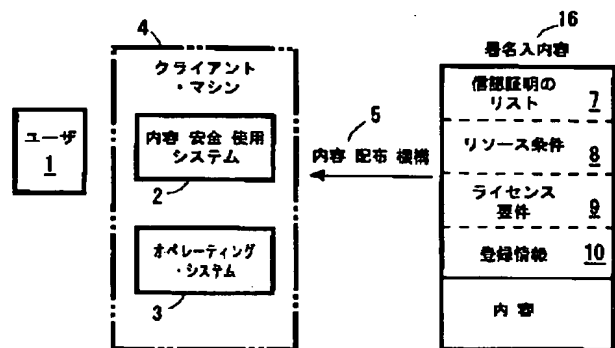 4
16
署名入内容
クライアント
・マシン
ユーザ
1
内容 安全 使用
システム
2
オペレーティング
・システム
3
5
内容 配布 機構
信認証明の
リスト
7
リソース条件
8
ライセンス
要件
9
登録情報
10
内容